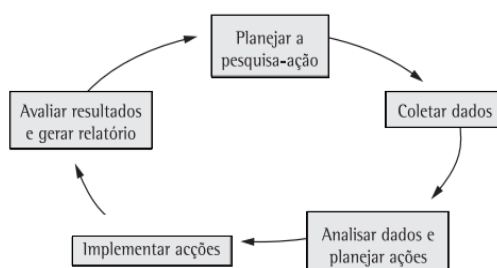 Planejar a
pesquisa-ação
Coletar dados
Analisar dados e
planejar ações
Implementar acções
Avaliar resultados
e gerar relatório